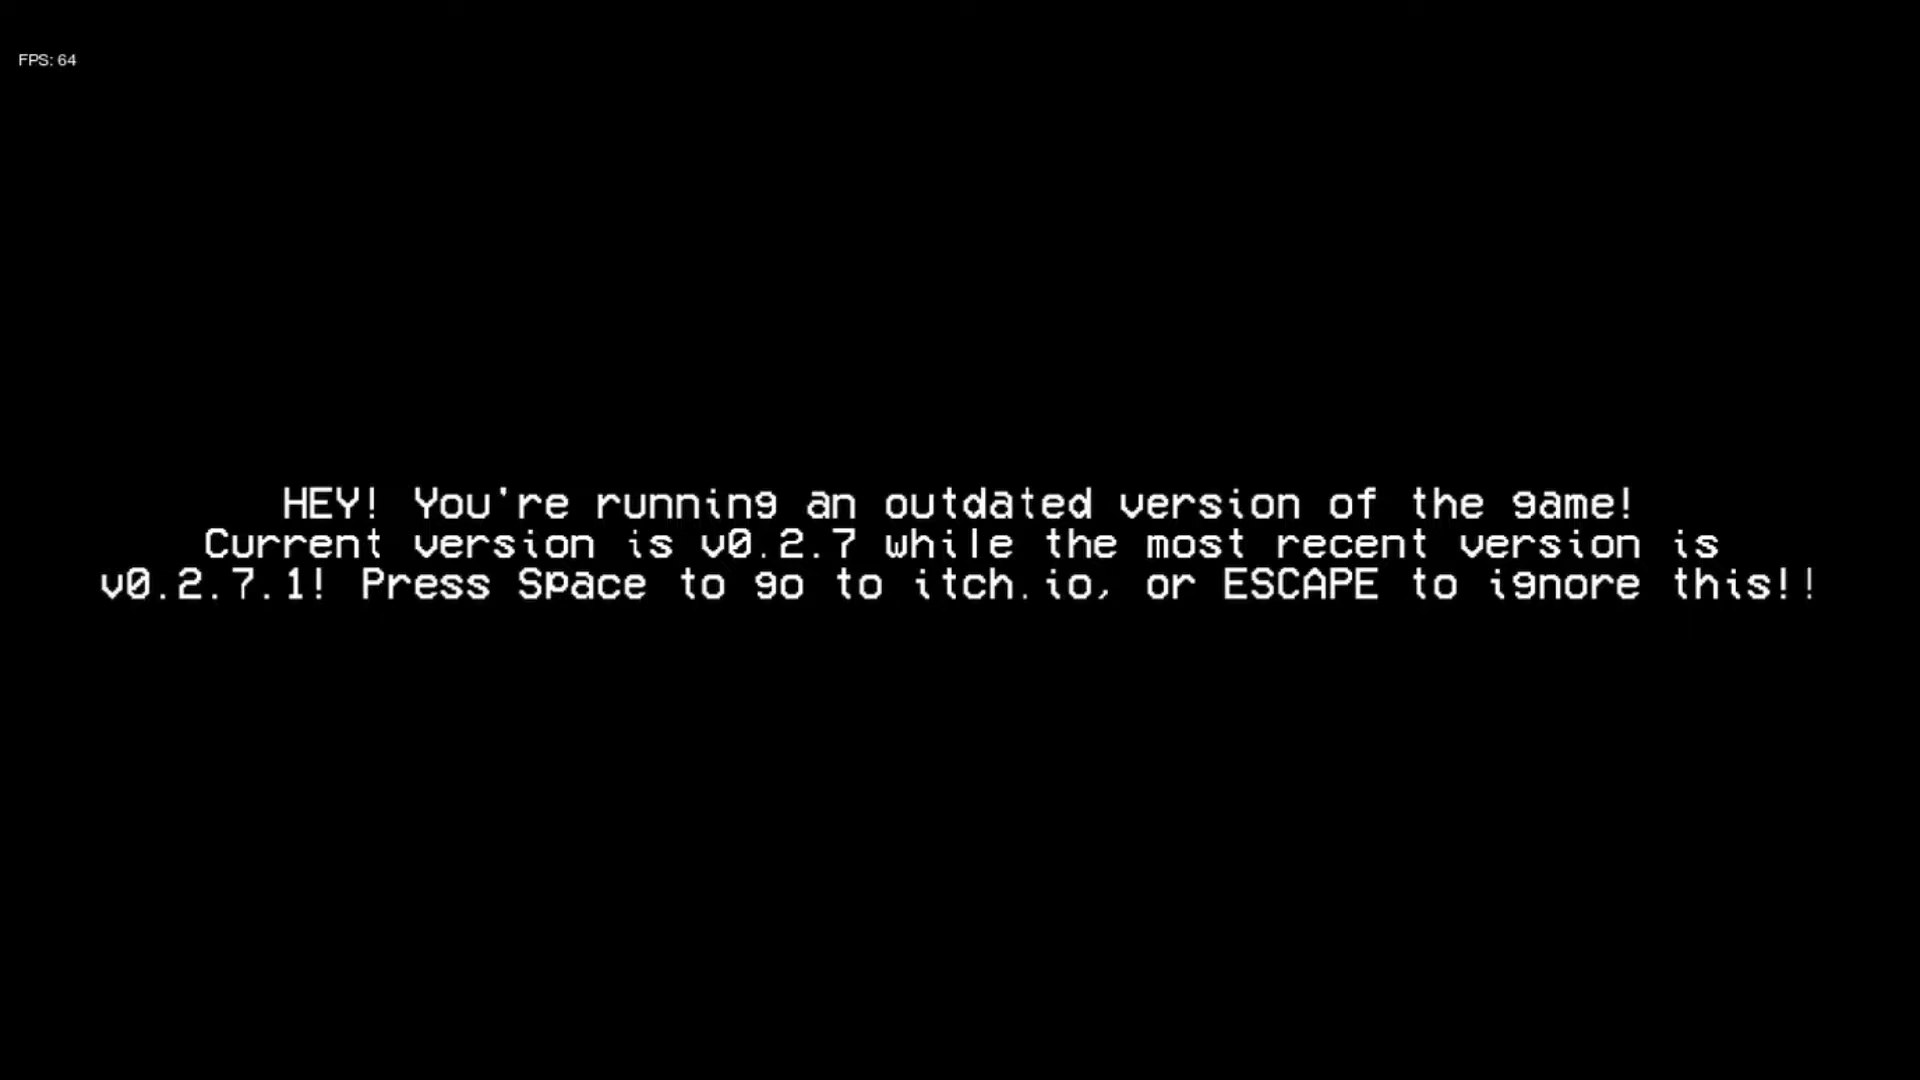 FPS: 64
HEY! You're running an outdated version of the game!
Current version is v0.2.7 while the most recent version is
v0.2.7.1! Press Space to go to itch.io, or ESCAPE to ignore this!!